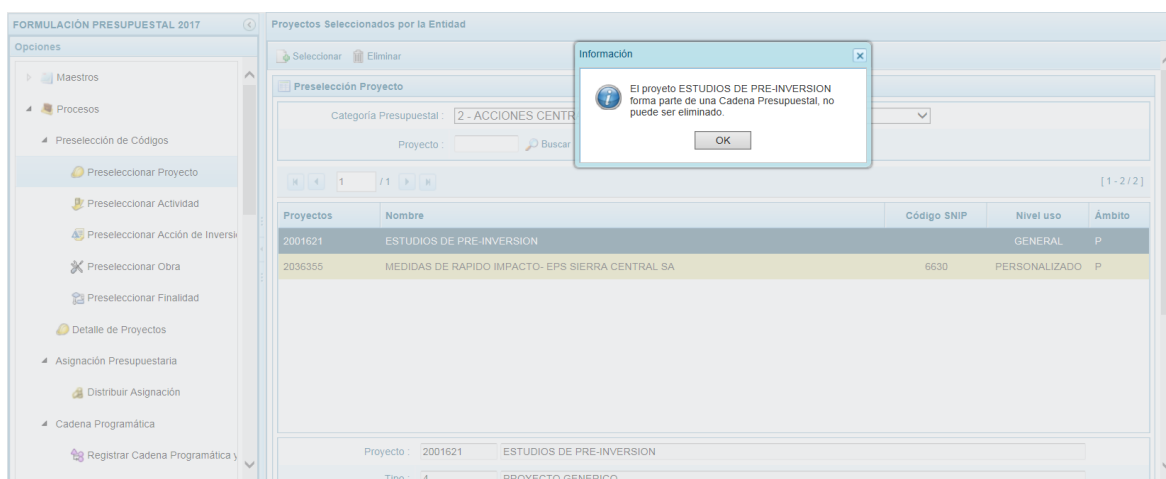 FORMULACIÓN PRESUPUESTAL 2017
Opciones
Maestros
Procesos
Preselección de Códigos
Preseleccionar Proyecto
Preseleccionar Actividad
Preseleccionar Acción de Inversió
Preseleccionar Obra
Preseleccionar Finalidad
Detalle de Proyectos
Asignación Presupuestaria
Distribuir Asignación
Cadena Programática
Registrar Cadena Programática y
Proyectos Seleccionados por la Entidad
Seleccionar Eliminar
Preselección Proyecto
Categoría Presupuestal : 2 - ACCIONES CENTR
Proyecto : Buscar
Información
El proyeto ESTUDIOS DE PRE-INVERSION
forma parte de una Cadena Presupuestal, no
puede ser eliminado.
OK
1 / 1 [ 1 - 2 / 2 ]
Proyectos Nombre Código SNIP Nivel uso Ámbito
2001621 ESTUDIOS DE PRE-INVERSION GENERAL P
2036355 MEDIDAS DE RAPIDO IMPACTO- EPS SIERRA CENTRAL SA 6630 PERSONALIZADO P
Proyecto : 2001621 ESTUDIOS DE PRE-INVERSION
Tipo : 4 PROYECTO GENERICO